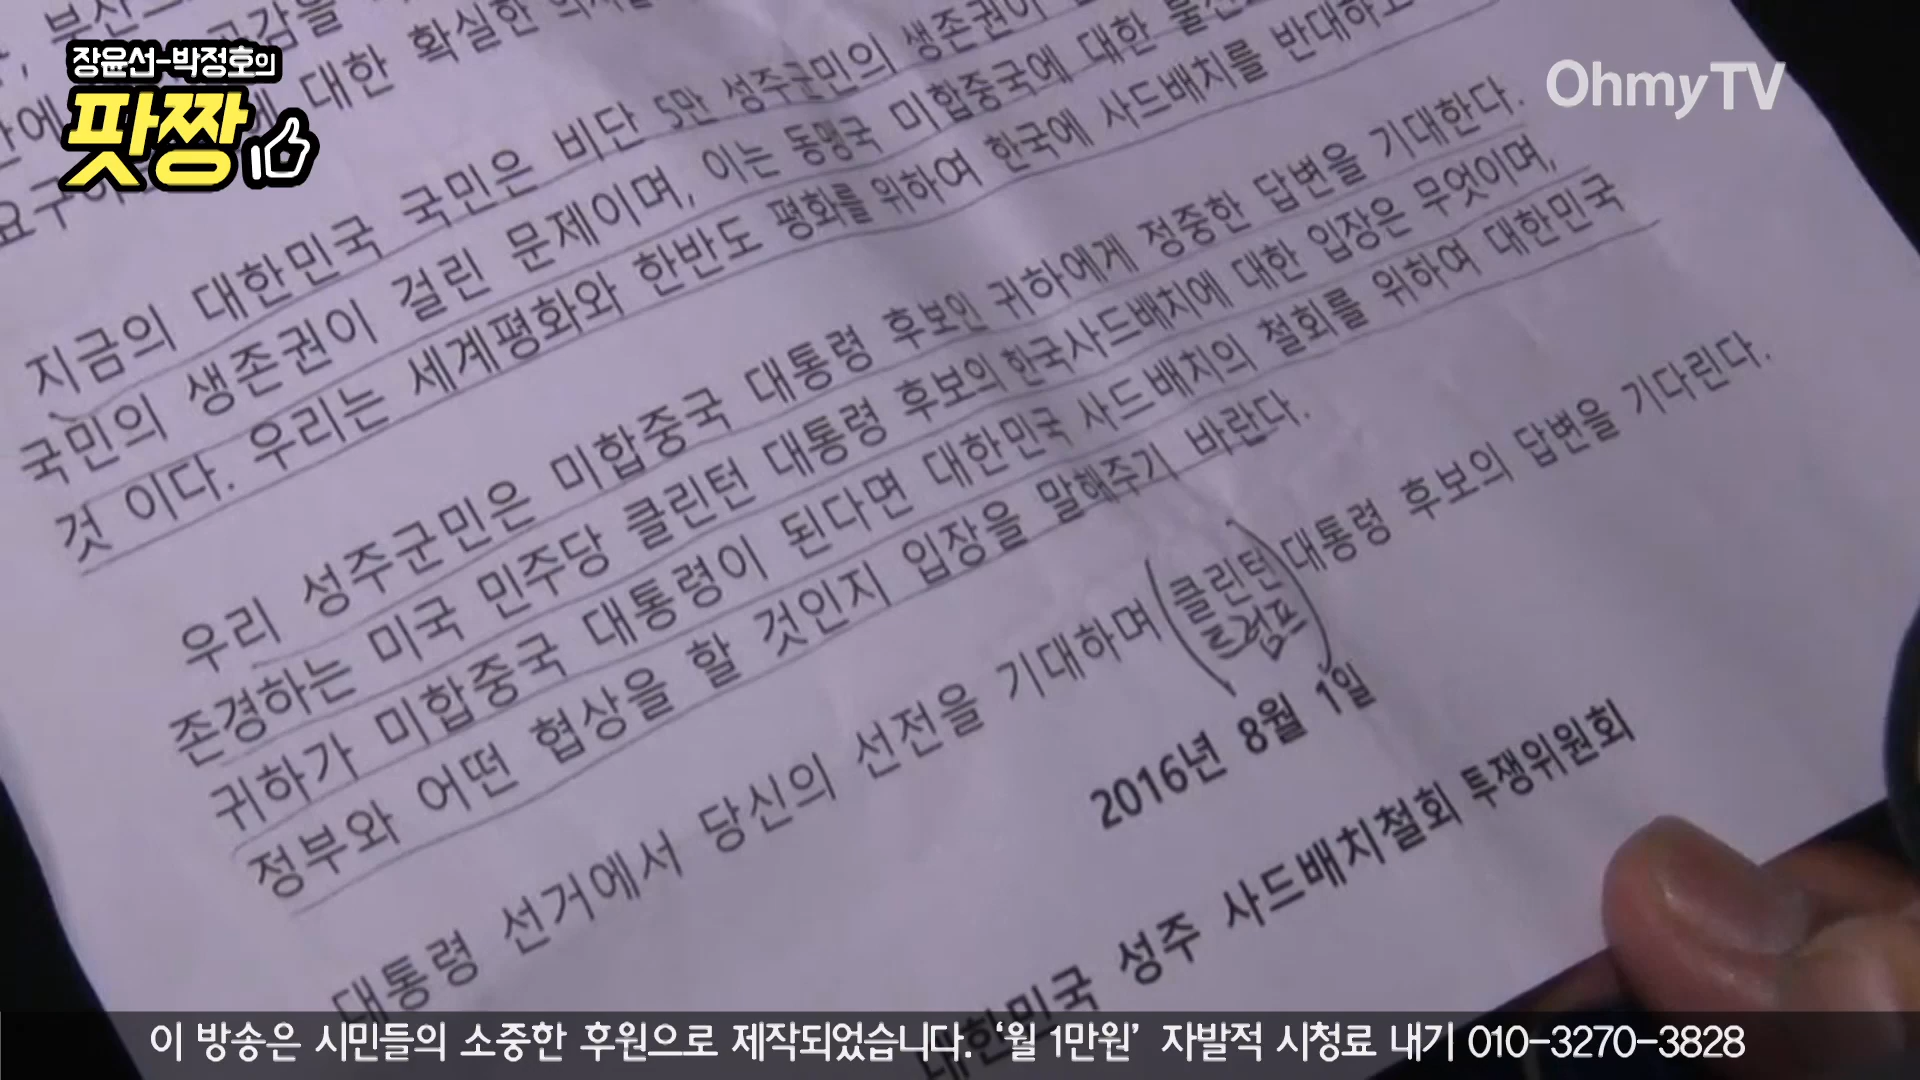 장윤선-박정호의
팟짱
OhmyTV
대한 확실한
지금의 대한민국 국민은 비단 5만 성주군민의 생존권이
국민의 생존권이 걸린 문제이며, 이는 동맹국 미합중국에 대한
것 이다. 우리는 세계평화와 한반도 평화를 위하여 한국에 사드배치를 반대하고
우리 성주군민은 미합중국 대통령 후보인 귀하에게 정중한 답변을 기대한다.
존경하는 미국 민주당 클린턴 대통령 후보의 한국사드배치에 대한 입장은 무엇이며,
귀하가 미합중국 대통령이 된다면 대한민국 사드배치의 철회를 위하여 대한민국
정부와 어떤 협상을 할 것인지 입장을 말해주기 바란다.
대통령 선거에서 당신의 선전을 기대하며 (클린턴 트럼프) 대통령 후보의 답변을 기다린다.
2016년 8월 1일
대한민국 성주 사드배치철회 투쟁위원회
이 방송은 시민들의 소중한 후원으로 제작되었습니다. ‘월 1만원’ 자발적 시청료 내기 010-3270-3828